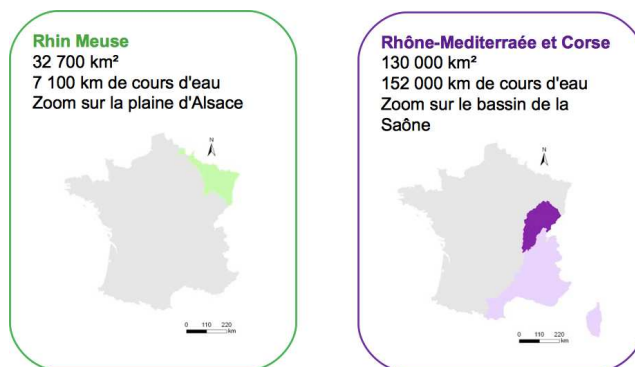 Rhin Meuse
32 700 km²
7 100 km de cours d'eau
Zoom sur la plaine d'Alsace
N
0 110 220
km
Rhône-Mediterraée et Corse
130 000 km²
152 000 km de cours d'eau
Zoom sur le bassin de la
Saône
N
0 110 220
km